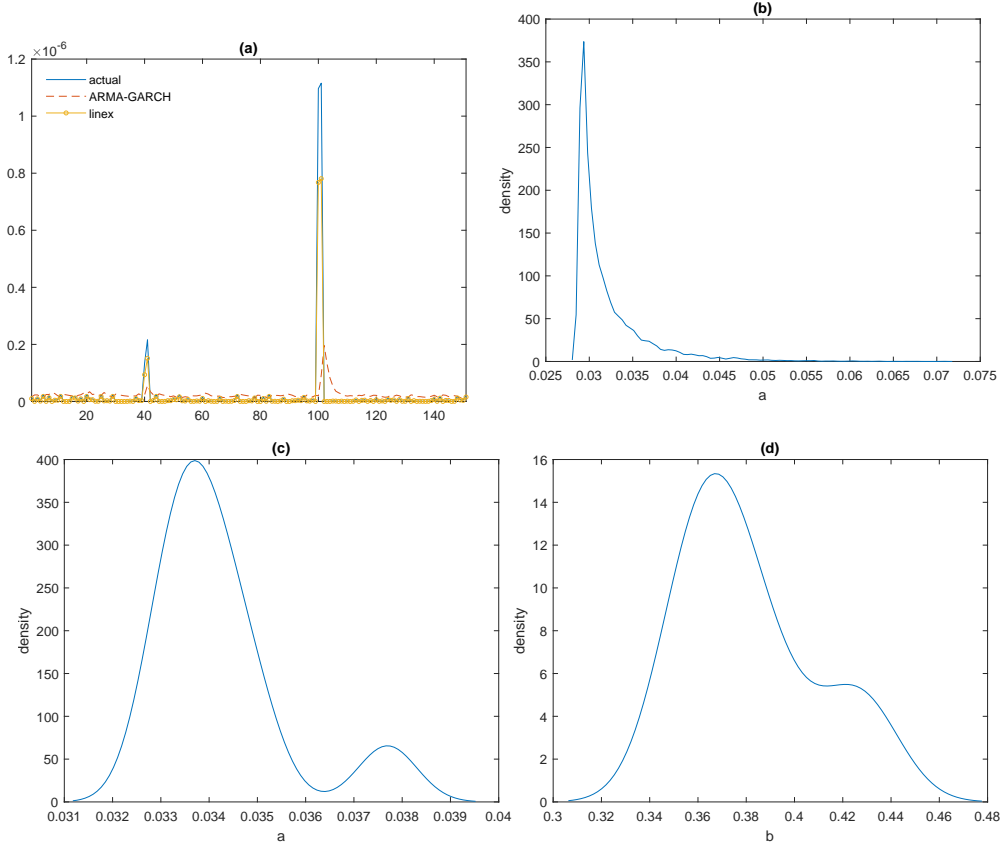 (a)
×10^-6
1.2
1
0.8
0.6
0.4
0.2
0
20 40 60 80 100 120 140
actual
ARMA-GARCH
linex
(b)
400
350
300
250
200
150
100
50
0
density
0.025 0.03 0.035 0.04 0.045 0.05 0.055 0.06 0.065 0.07 0.075
a
(c)
400
350
300
250
200
150
100
50
0
density
0.031 0.032 0.033 0.034 0.035 0.036 0.037 0.038 0.039 0.04
a
(d)
16
14
12
10
8
6
4
2
0
density
0.3 0.32 0.34 0.36 0.38 0.4 0.42 0.44 0.46 0.48
b